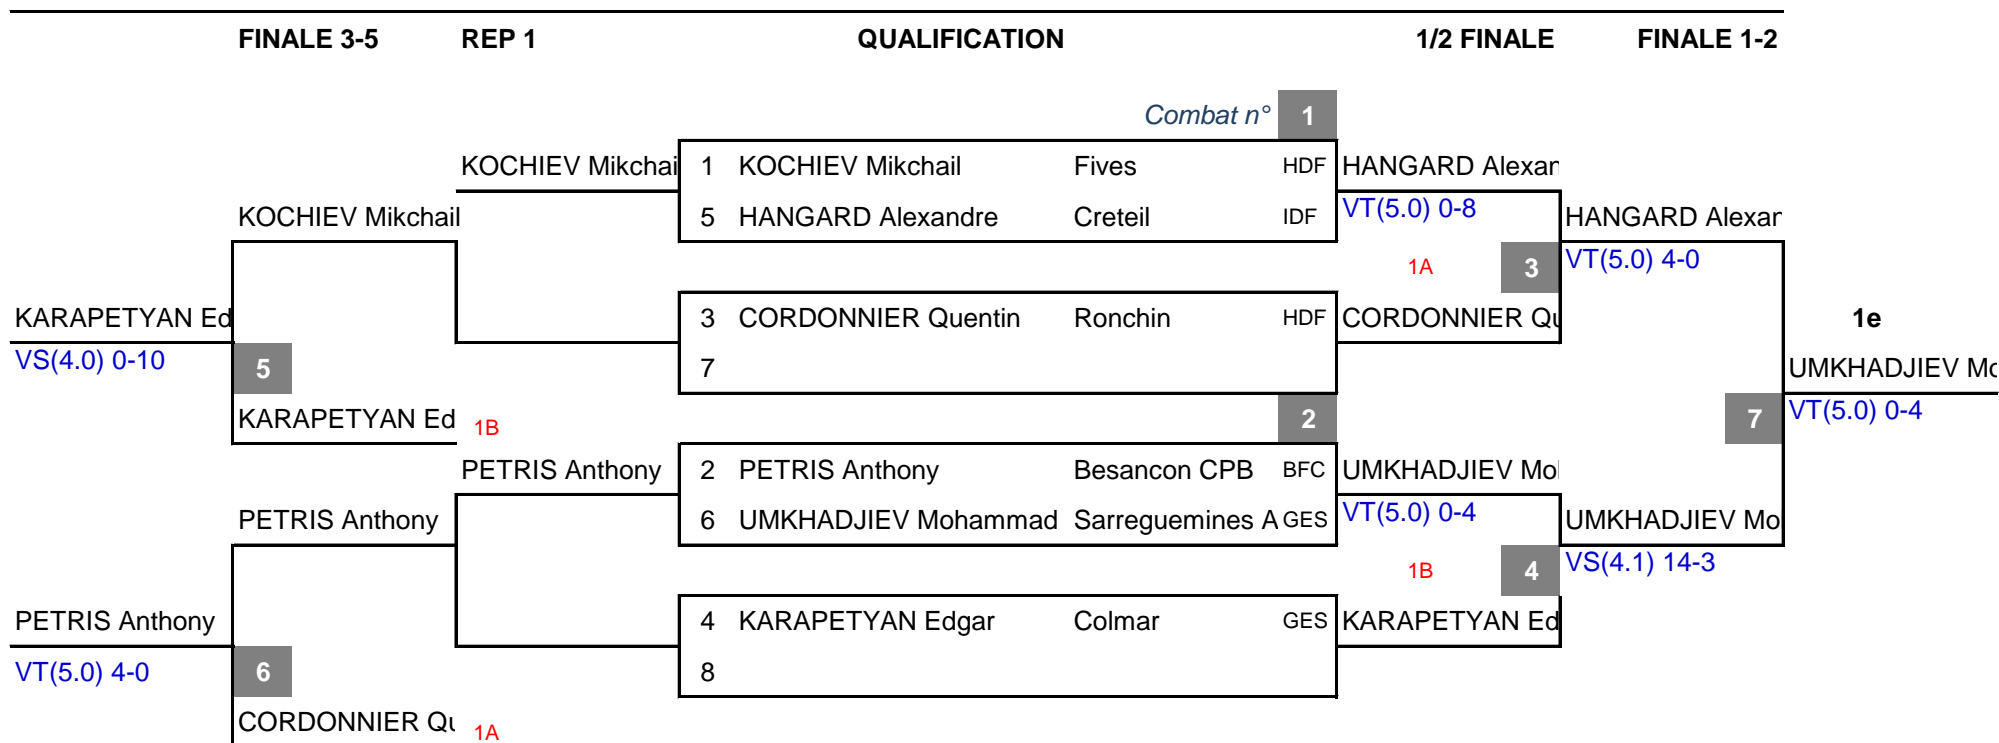 FINALE 3-5 REP 1 QUALIFICATION 1/2 FINALE FINALE 1-2
Combat n° 1
KOCHIEV Mikchai 1 KOCHIEV Mikchail Fives HDF HANGARD Alexan
KOCHIEV Mikchail 5 HANGARD Alexandre Creteil IDF VT(5.0) 0-8 HANGARD Alexan
1A 3 VT(5.0) 4-0
KARAPETYAN Ed 3 CORDONNIER Quentin Ronchin HDF CORDONNIER Qu 1e
VS(4.0) 0-10 5 7 UMKHADJIEV Mo
KARAPETYAN Ed 1B 2 7 VT(5.0) 0-4
PETRIS Anthony 2 PETRIS Anthony Besancon CPB BFC UMKHADJIEV Mo
PETRIS Anthony 6 UMKHADJIEV Mohammad Sarreguemines A GES VT(5.0) 0-4 UMKHADJIEV Mo
1B 4 VS(4.1) 14-3
PETRIS Anthony 4 KARAPETYAN Edgar Colmar GES KARAPETYAN Ed
VT(5.0) 4-0 6 8
CORDONNIER Qu 1A